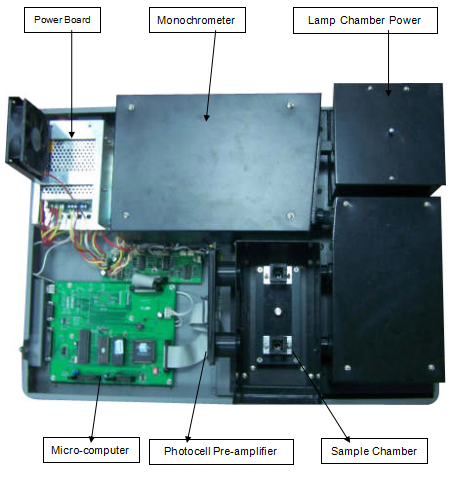 Power Board
Monochrometer
Lamp Chamber Power
Micro-computer
Photocell Pre-amplifier
Sample Chamber